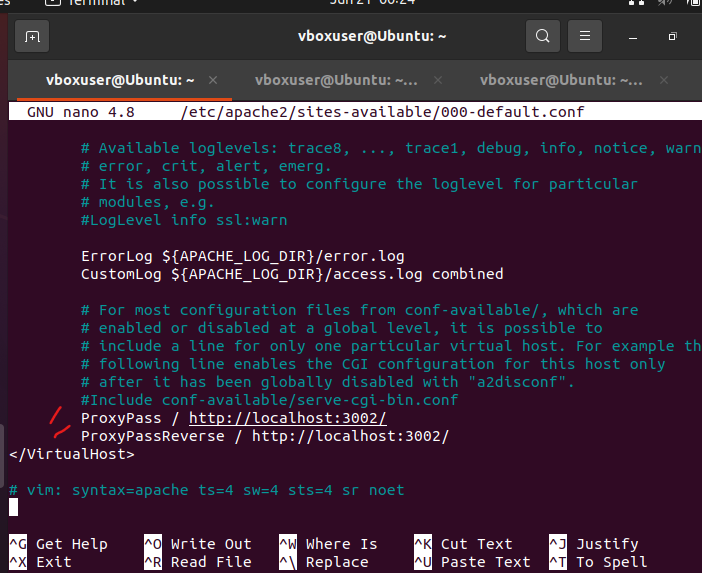 Terminal
Jun 21 00:24
vboxuser@Ubuntu: ~
vboxuser@Ubuntu: ~ ×
vboxuser@Ubuntu: ~... ×
vboxuser@Ubuntu: ~... ×
GNU nano 4.8 /etc/apache2/sites-available/000-default.conf
# Available loglevels: trace8, ..., trace1, debug, info, notice, warn
# error, crit, alert, emerg.
# It is also possible to configure the loglevel for particular
# modules, e.g.
#LogLevel info ssl:warn
ErrorLog ${APACHE_LOG_DIR}/error.log
CustomLog ${APACHE_LOG_DIR}/access.log combined
# For most configuration files from conf-available/, which are
# enabled or disabled at a global level, it is possible to
# include a line for only one particular virtual host. For example th
# following line enables the CGI configuration for this host only
# after it has been globally disabled with "a2disconf".
#Include conf-available/serve-cgi-bin.conf
ProxyPass / http://localhost:3002/
ProxyPassReverse / http://localhost:3002/
</VirtualHost>
# vim: syntax=apache ts=4 sw=4 sts=4 sr noet
^G Get Help ^O Write Out ^W Where Is ^K Cut Text ^J Justify
^X Exit ^R Read File ^\ Replace ^U Paste Text ^T To Spell